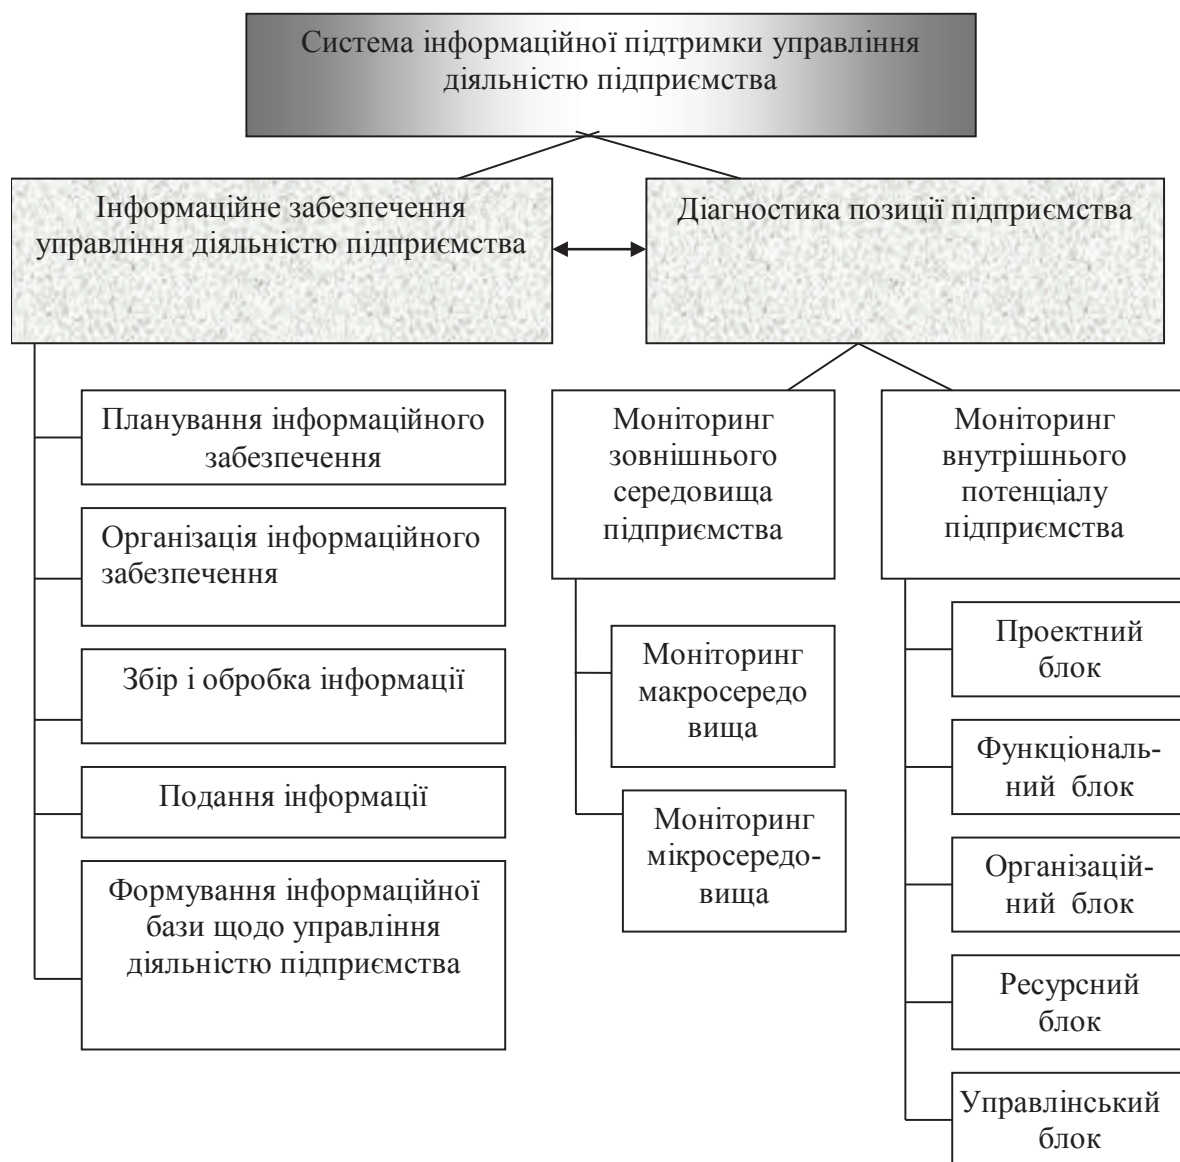 Система інформаційної підтримки управління
діяльністю підприємства
Інформаційне забезпечення
управління діяльністю підприємства
Діагностика позиції підприємства
Планування інформаційного
забезпечення
Організація інформаційного
забезпечення
Збір і обробка інформації
Подання інформації
Формування інформаційної
бази щодо управління
діяльністю підприємства
Моніторинг
зовнішнього
середовища
підприємства
Моніторинг
макросередо
вища
Моніторинг
мікросередо-
вища
Моніторинг
внутрішнього
потенціалу
підприємства
Проектний
блок
Функціональ-
ний блок
Організацій-
ний блок
Ресурсний
блок
Управлінський
блок